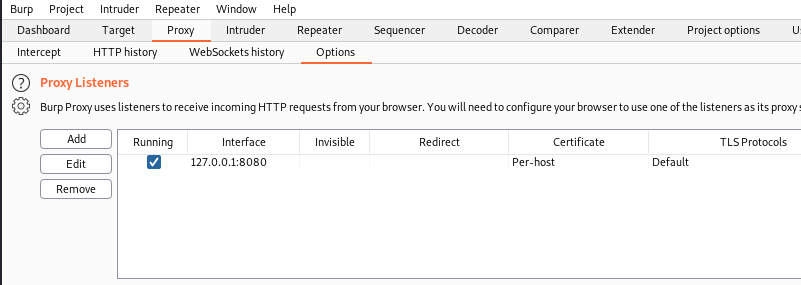 Burp Project Intruder Repeater Window Help
Dashboard Target Proxy Intruder Repeater Sequencer Decoder Comparer Extender Project options
Intercept HTTP history WebSockets history Options
? Proxy Listeners
Burp Proxy uses listeners to receive incoming HTTP requests from your browser. You will need to configure your browser to use one of the listeners as its proxy
Add
Edit
Remove
Running Interface Invisible Redirect Certificate TLS Protocols
127.0.0.1:8080 Per-host Default